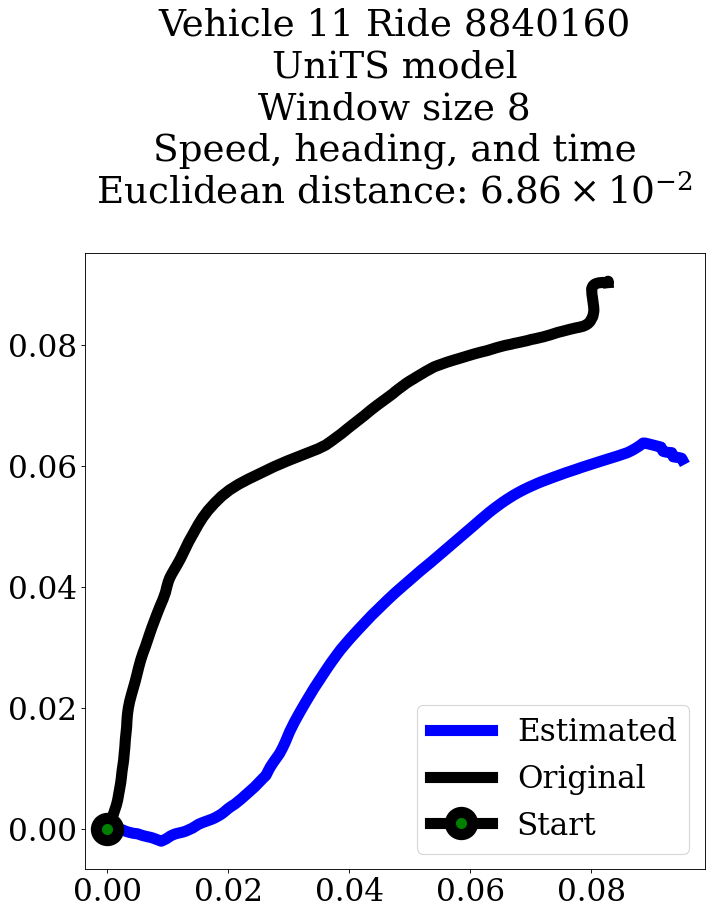 Vehicle 11 Ride 8840160
UniTS model
Window size 8
Speed, heading, and time
Euclidean distance: 6.86 × 10⁻²
0.08
0.06
0.04
0.02
0.00
Estimated
Original
Start
0.00 0.02 0.04 0.06 0.08